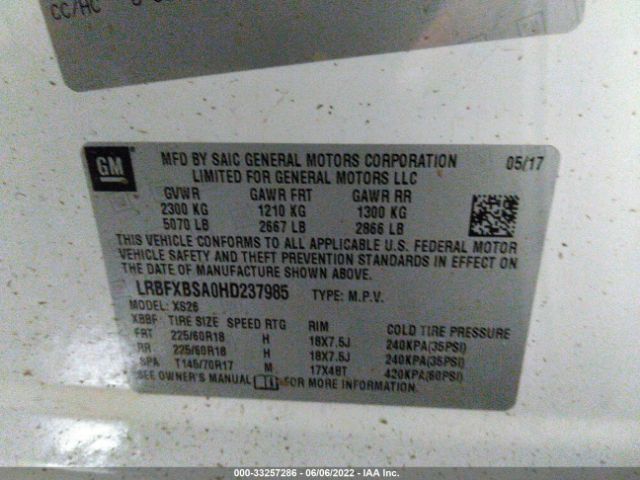 CC/HC
GM
MFD BY SAIC GENERAL MOTORS CORPORATION 05/17
LIMITED FOR GENERAL MOTORS LLC
GVWR GAWR FRT GAWR RR
2300 KG 1210 KG 1300 KG
5070 LB 2667 LB 2866 LB
THIS VEHICLE CONFORMS TO ALL APPLICABLE U.S. FEDERAL MOTOR
VEHICLE SAFETY AND THEFT PREVENTION STANDARDS IN EFFECT ON
THE DATE OF MANUFACTURE SHOWN ABOVE.
LRBFXBSA0HD237985 TYPE: M.P.V.
MODEL: XS26
XBBF TIRE SIZE SPEED RTG RIM COLD TIRE PRESSURE
FRT 225/60R18 H 18X7.5J 240KPA(35PSI)
RR 225/60R18 H 18X7.5J 240KPA(35PSI)
SPA T145/70R17 M 17X4BT 420KPA(60PSI)
SEE OWNER'S MANUAL FOR MORE INFORMATION.
000-33257286 - 06/06/2022 - IAA Inc.